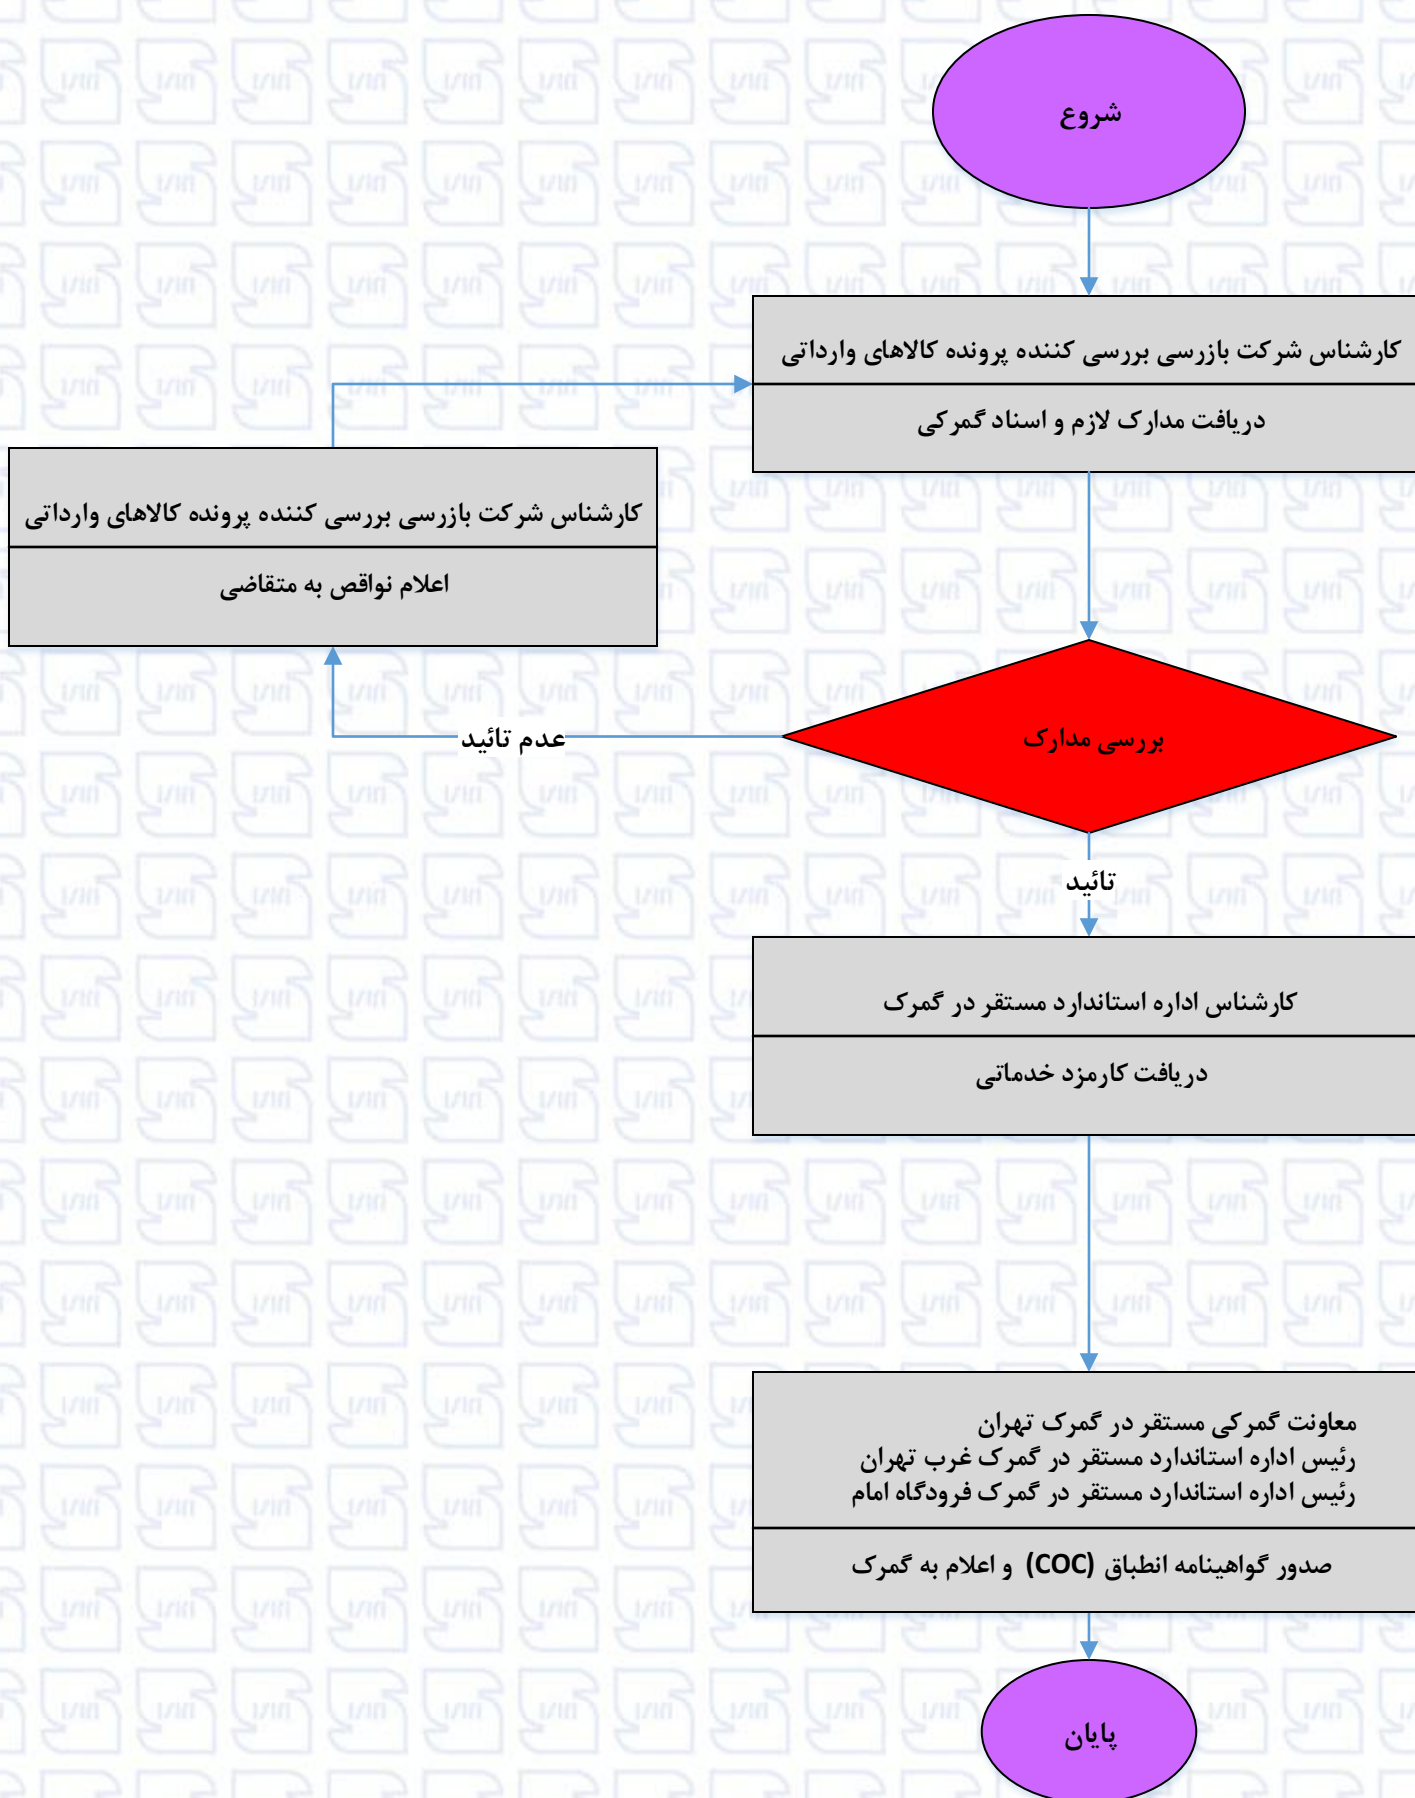 شروع
کارشناس شرکت بازرسی بررسی کننده پرونده کالاهای وارداتی
دریافت مدارک لازم و اسناد گمرکی
کارشناس شرکت بازرسی بررسی کننده پرونده کالاهای وارداتی
اعلام نواقص به متقاضی
بررسی مدارک
عدم تائید
تائید
کارشناس اداره استاندارد مستقر در گمرک
دریافت کارمزد خدماتی
معاونت گمرکی مستقر در گمرک تهران
رئیس اداره استاندارد مستقر در گمرک غرب تهران
رئیس اداره استاندارد مستقر در گمرک فرودگاه امام
صدور گواهینامه انطباق (COC) و اعلام به گمرک
پایان